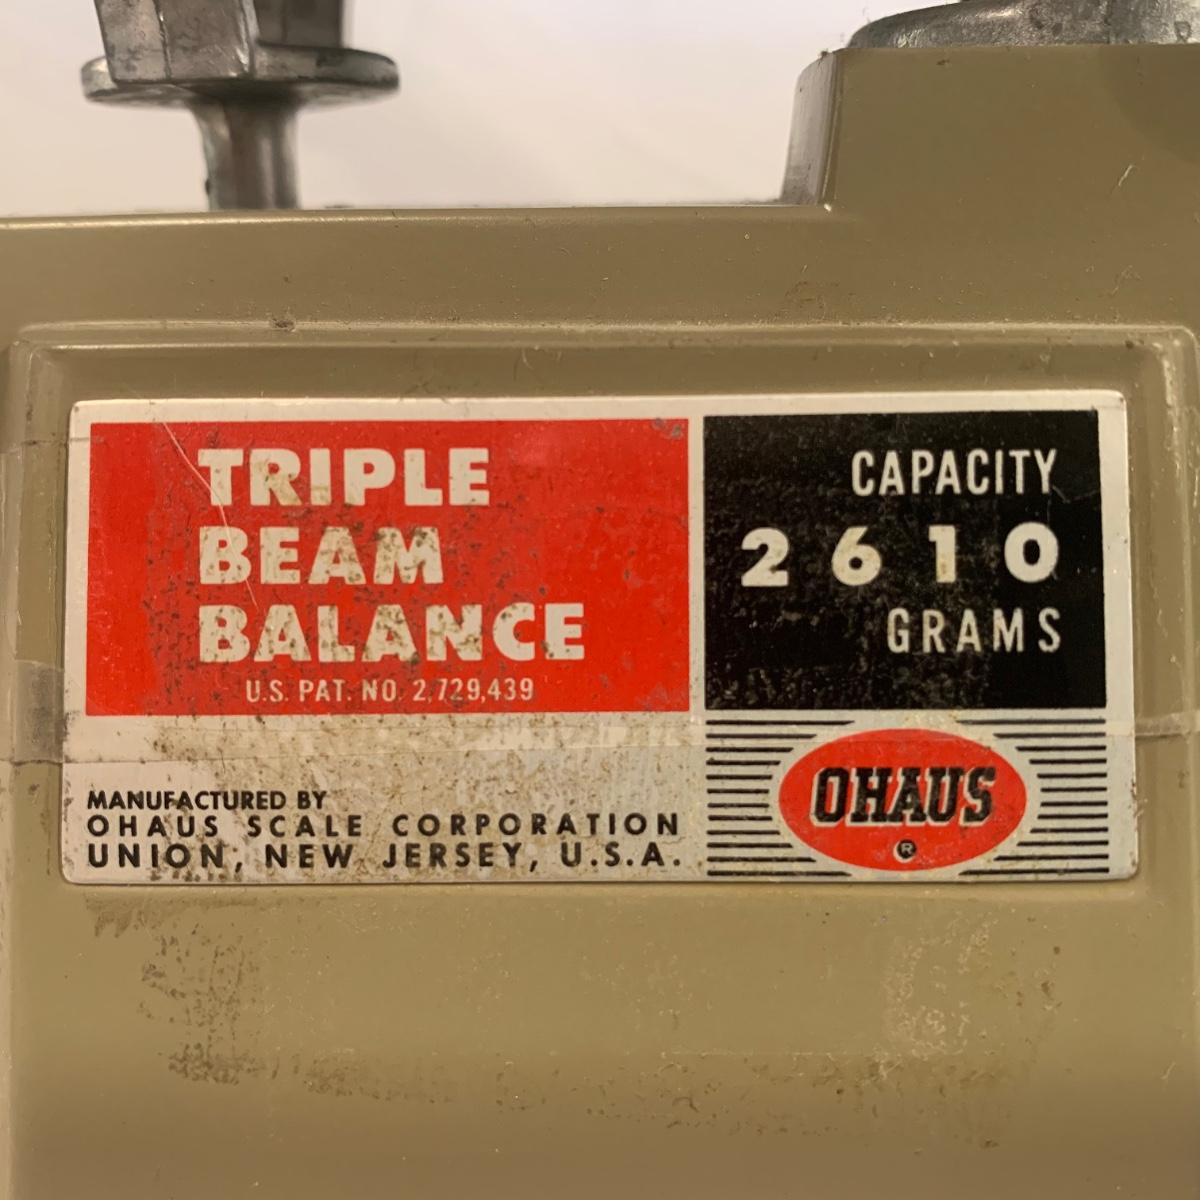 TRIPLE
BEAM
BALANCE
U.S. PAT. NO. 2,729,439
CAPACITY
2610
GRAMS
MANUFACTURED BY
OHAUS SCALE CORPORATION
UNION, NEW JERSEY, U.S.A.
OHAUS
®